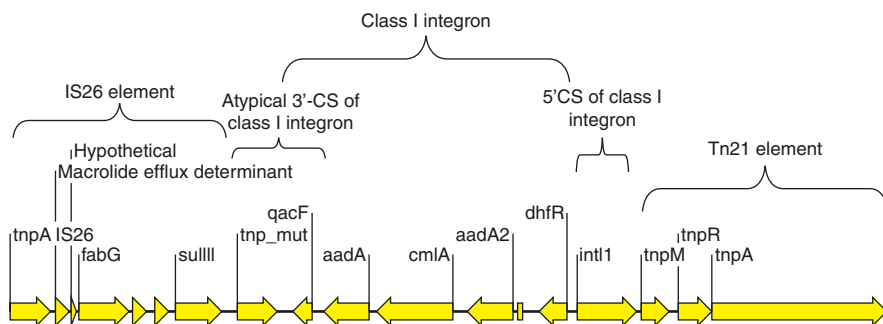 Class I integron
IS26 element
Atypical 3'-CS of
class I integron
5'CS of class I
integron
Tn21 element
Hypothetical
Macrolide efflux determinant
tnpA IS26
fabG
sulIII
tnp_mut
qacF
aadA
cmlA
aadA2
dhfR
intI1
tnpM
tnpR
tnpA